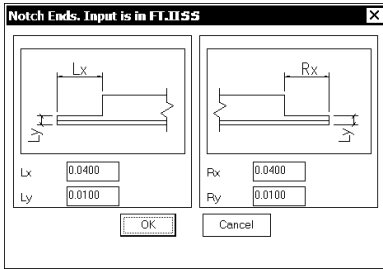 Notch Ends. Input is in FT.IISS
Lx
Ly
Rx
Ly
Lx 0.0400
Ly 0.0100
Rx 0.0400
Ry 0.0100
OK Cancel